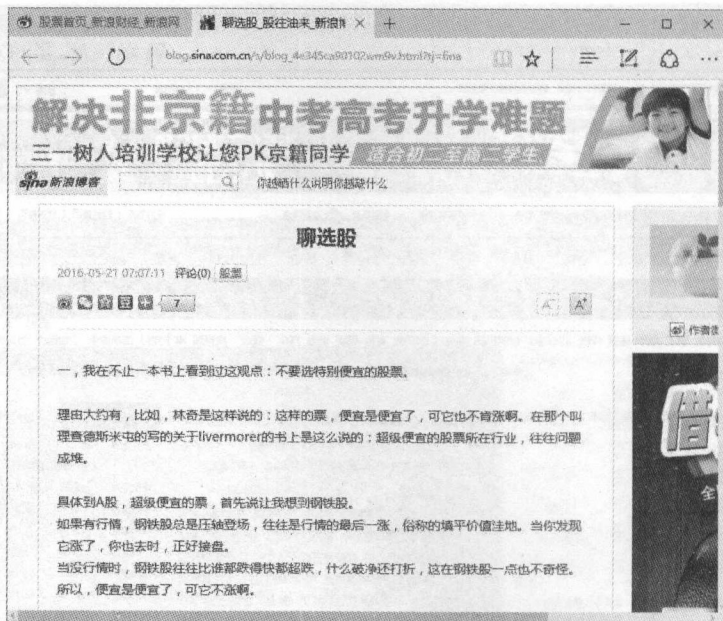 股票首页_新浪财经_新浪网
聊选股_股往油来_新浪博
blog.sina.com.cn/s/blog_4e345ca90102wm9v.html?tj=fina
解决非京籍中考高考升学难题
三一树人培训学校让您PK京籍同学 适合初二至高二学生
sina 新浪博客
你越晒什么说明你越缺什么
聊选股
2016-05-21 07:07:11 评论(0) 股票
7
A- A+
作者
一，我在不止一本书上看到过这观点：不要选特别便宜的股票。
理由大约有，比如，林奇是这样说的：这样的票，便宜是便宜了，可它也不肯涨啊。在那个叫
理查德斯米屯的写的关于livermorer的书上是这么说的：超级便宜的股票所在行业，往往问题
成堆。
具体到A股，超级便宜的票，首先说让我想到钢铁股。
如果有行情，钢铁股总是压轴登场，往往是行情的最后一涨，俗称的填平价值洼地。当你发现
它涨了，你也去时，正好接盘。
当没行情时，钢铁股往往比谁都跌得快都超跌，什么破净还打折，这在钢铁股一点也不奇怪。
所以，便宜是便宜了，可它不涨啊。
借
全